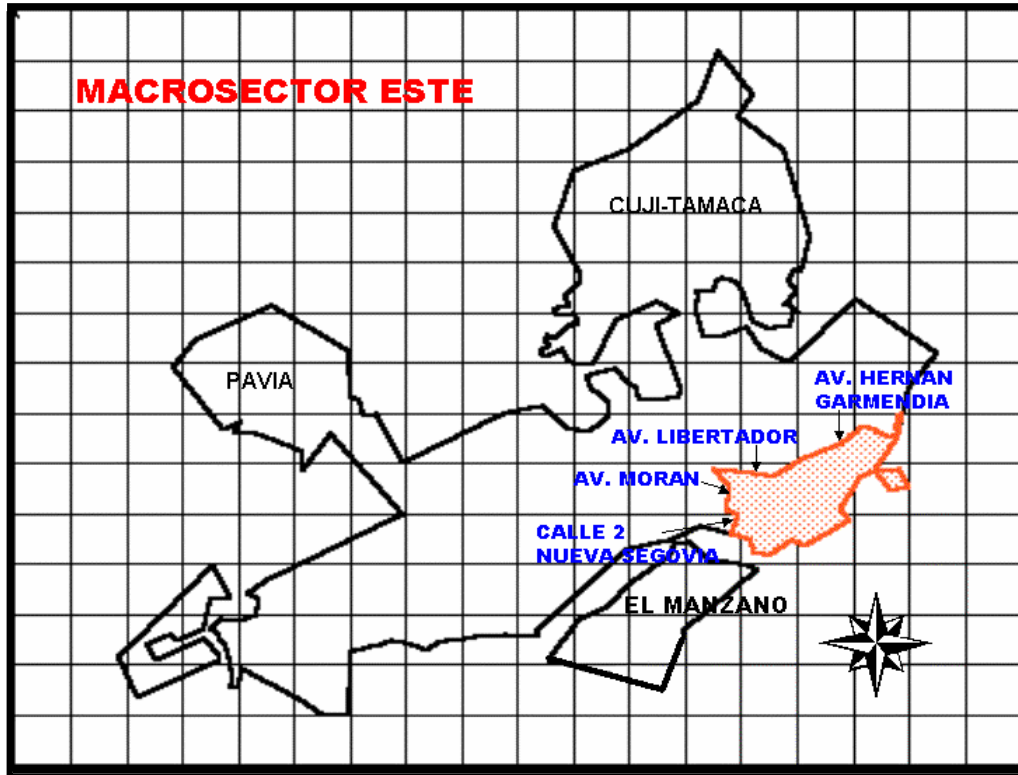 MACROSECTOR ESTE
CUJI-TAMACA
PAVIA
AV. HERNAN
GARMENDIA
AV. LIBERTADOR
AV. MORAN
CALLE 2
NUEVA SEGOVIA
EL MANZANO